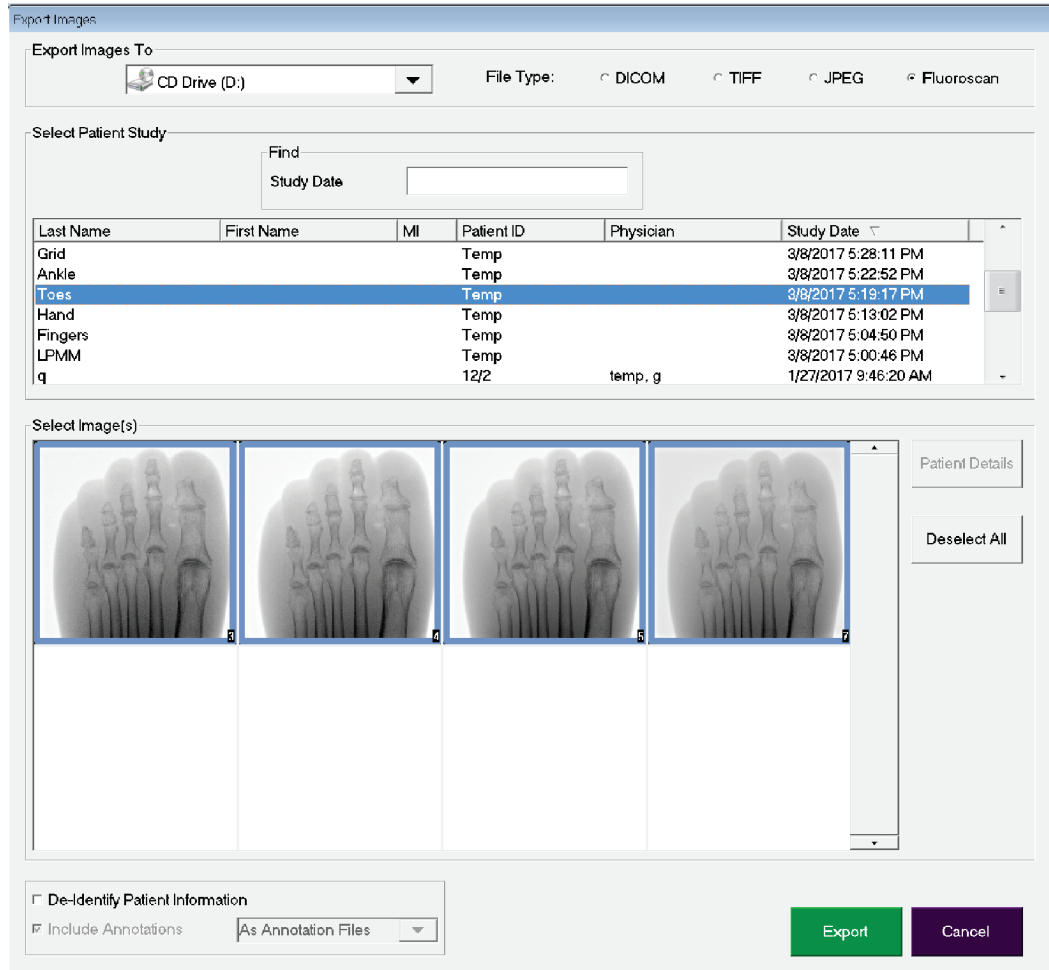 Export Images
Export Images To
CD Drive (D:) File Type: DICOM TIFF JPEG Fluoroscan
Select Patient Study
Find
Study Date
Last Name First Name MI Patient ID Physician Study Date
Grid Temp 3/8/2017 5:28:11 PM
Ankle Temp 3/8/2017 5:22:52 PM
Toes Temp 3/8/2017 5:19:17 PM
Hand Temp 3/8/2017 5:13:02 PM
Fingers Temp 3/8/2017 5:04:50 PM
LPMM Temp 3/8/2017 5:00:46 PM
q 12/2 temp, g 1/27/2017 9:46:20 AM
Select Image(s)
Patient Details
Deselect All
3 4 5 7
De-Identify Patient Information
Include Annotations As Annotation Files
Export Cancel